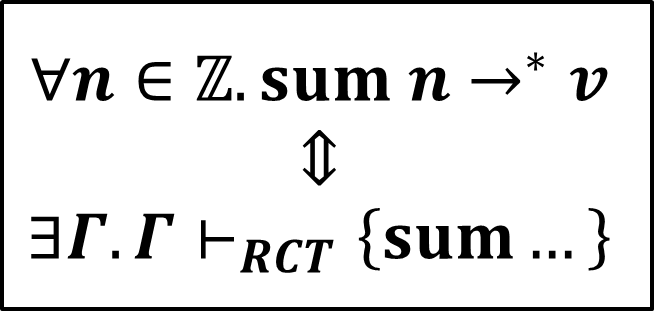 ∀n ∈ ℤ. sum n →* v
⇕
∃Γ. Γ ⊢RCT {sum … }